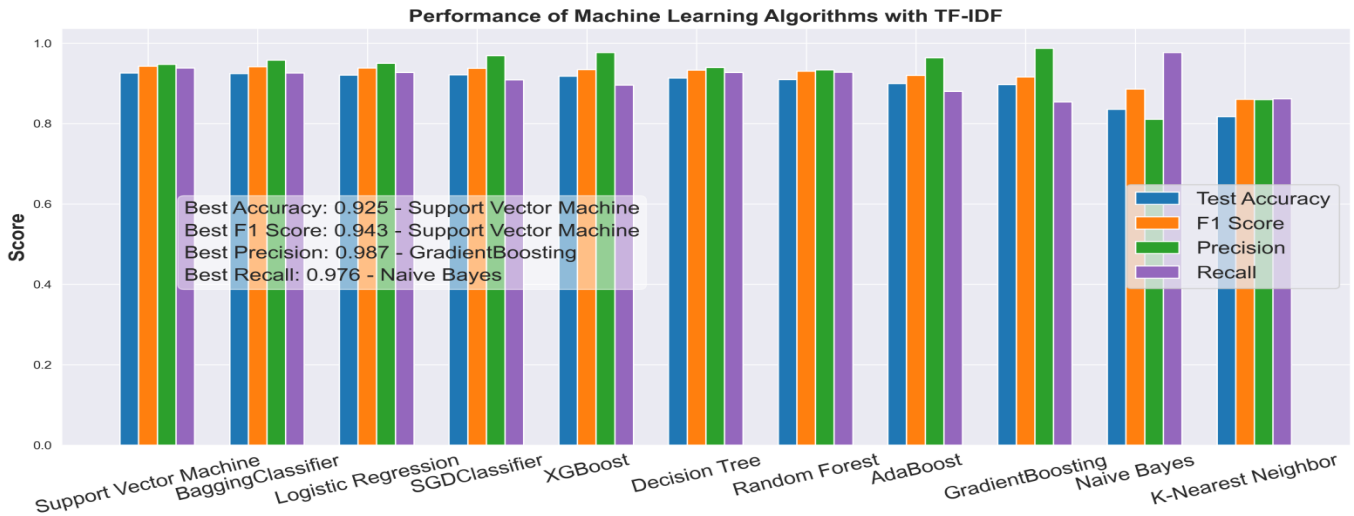 Performance of Machine Learning Algorithms with TF-IDF
1.0
0.8
0.6
0.4
0.2
0.0
Score
Best Accuracy: 0.925 - Support Vector Machine
Best F1 Score: 0.943 - Support Vector Machine
Best Precision: 0.987 - GradientBoosting
Best Recall: 0.976 - Naive Bayes
Test Accuracy
F1 Score
Precision
Recall
Support Vector Machine
BaggingClassifier
Logistic Regression
SGDClassifier
XGBoost
Decision Tree
Random Forest
AdaBoost
GradientBoosting
Naive Bayes
K-Nearest Neighbor